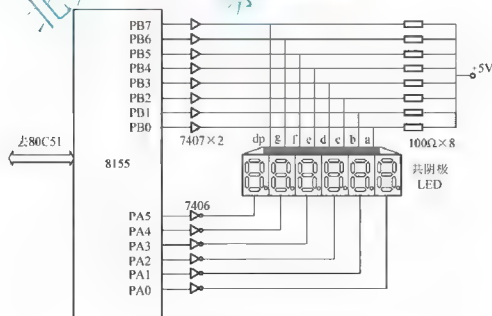 PB7
PB6
PB5
PB4
PB3
PB2
PB1
PB0
+5V
7407×2
dp g f e d c b a
100Ω×8
去80C51
8155
共阴极
LED
7406
PA5
PA4
PA3
PA2
PA1
PA0